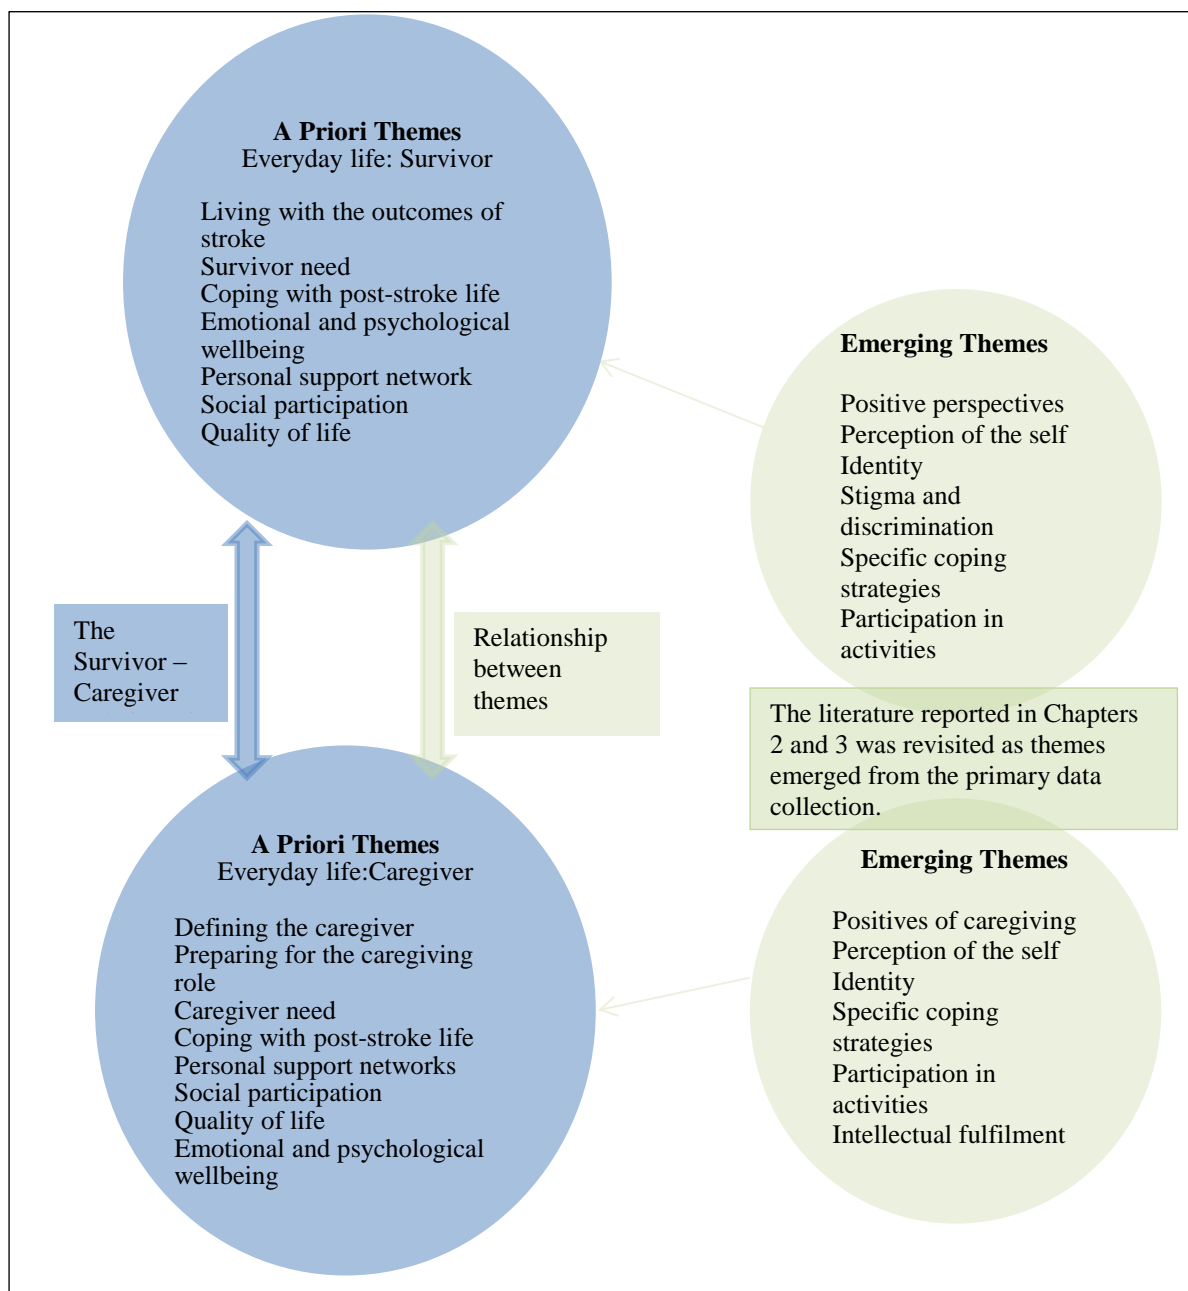 A Priori Themes
Everyday life: Survivor
Living with the outcomes of
stroke
Survivor need
Coping with post-stroke life
Emotional and psychological
wellbeing
Personal support network
Social participation
Quality of life
Emerging Themes
Positive perspectives
Perception of the self
Identity
Stigma and
discrimination
Specific coping
strategies
Participation in
activities
The
Survivor –
Caregiver
Relationship
between
themes
The literature reported in Chapters
2 and 3 was revisited as themes
emerged from the primary data
collection.
A Priori Themes
Everyday life:Caregiver
Defining the caregiver
Preparing for the caregiving
role
Caregiver need
Coping with post-stroke life
Personal support networks
Social participation
Quality of life
Emotional and psychological
wellbeing
Emerging Themes
Positives of caregiving
Perception of the self
Identity
Specific coping
strategies
Participation in
activities
Intellectual fulfilment